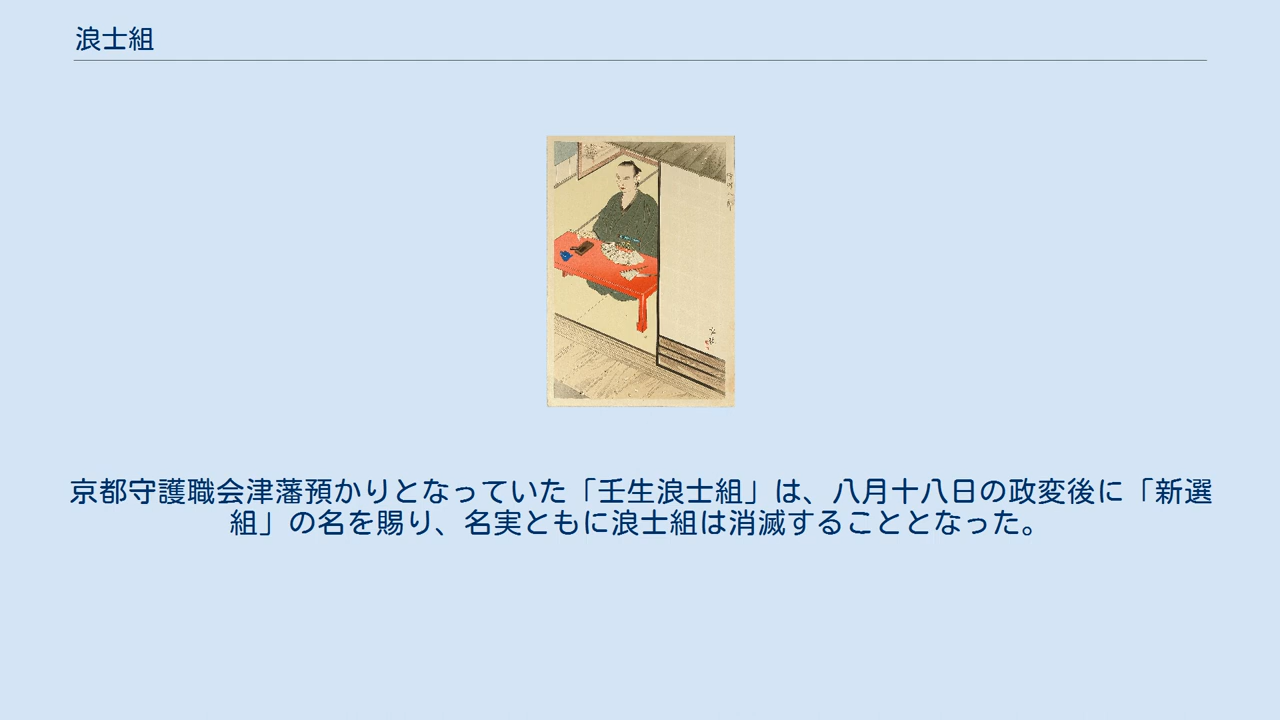 浪士組
京都守護職会津藩預かりとなっていた「壬生浪士組」は、八月十八日の政変後に「新選
組」の名を賜り、名実ともに浪士組は消滅することとなった。